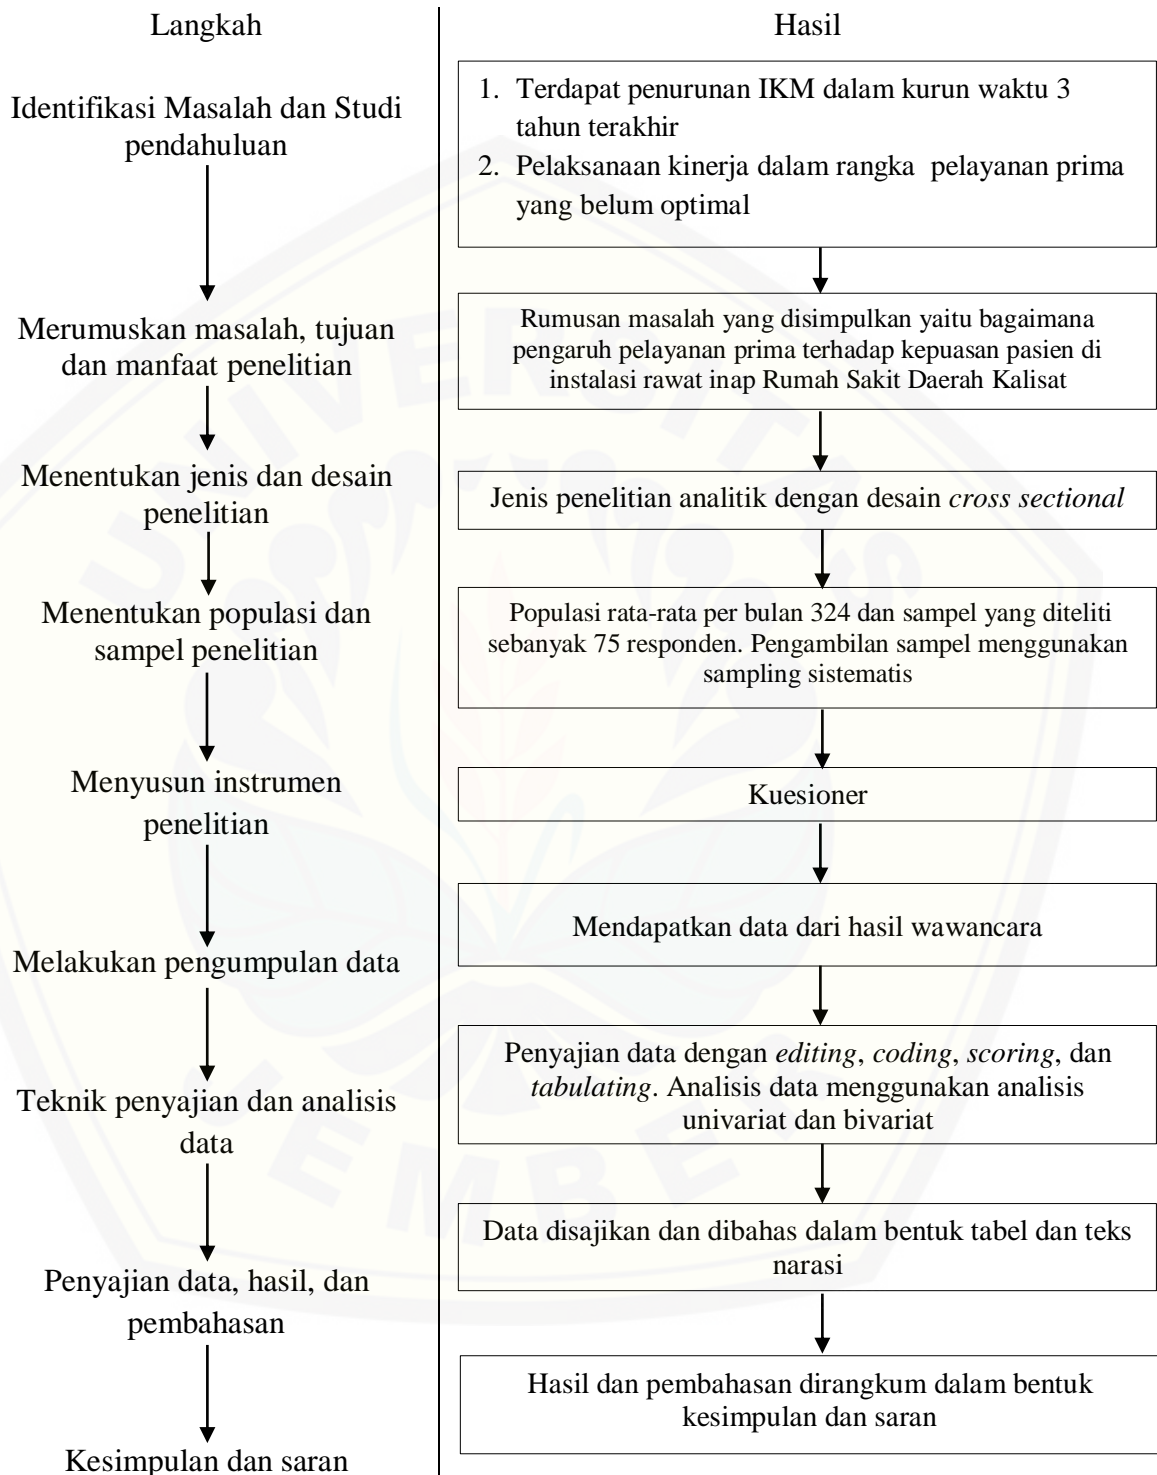 Langkah
Identifikasi Masalah dan Studi
pendahuluan
Merumuskan masalah, tujuan
dan manfaat penelitian
Menentukan jenis dan desain
penelitian
Menentukan populasi dan
sampel penelitian
Menyusun instrumen
penelitian
Melakukan pengumpulan data
Teknik penyajian dan analisis
data
Penyajian data, hasil, dan
pembahasan
Kesimpulan dan saran
Hasil
1. Terdapat penurunan IKM dalam kurun waktu 3
tahun terakhir
2. Pelaksanaan kinerja dalam rangka pelayanan prima
yang belum optimal
Rumusan masalah yang disimpulkan yaitu bagaimana
pengaruh pelayanan prima terhadap kepuasan pasien di
instalasi rawat inap Rumah Sakit Daerah Kalisat
Jenis penelitian analitik dengan desain cross sectional
Populasi rata-rata per bulan 324 dan sampel yang diteliti
sebanyak 75 responden. Pengambilan sampel menggunakan
sampling sistematis
Kuesioner
Mendapatkan data dari hasil wawancara
Penyajian data dengan editing, coding, scoring, dan
tabulating. Analisis data menggunakan analisis
univariat dan bivariat
Data disajikan dan dibahas dalam bentuk tabel dan teks
narasi
Hasil dan pembahasan dirangkum dalam bentuk
kesimpulan dan saran
UNIVERSITAS
JEMBER